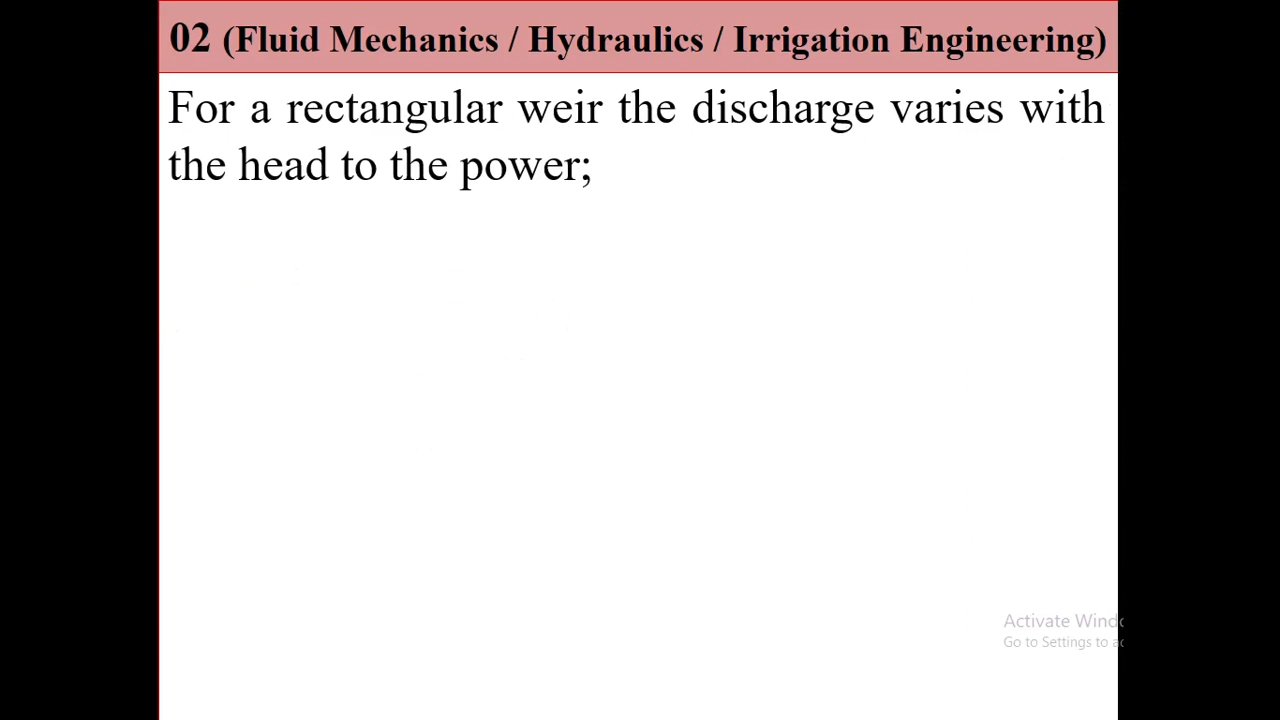 02 (Fluid Mechanics / Hydraulics / Irrigation Engineering)
For a rectangular weir the discharge varies with
the head to the power;
Activate Wind
Go to Settings to a